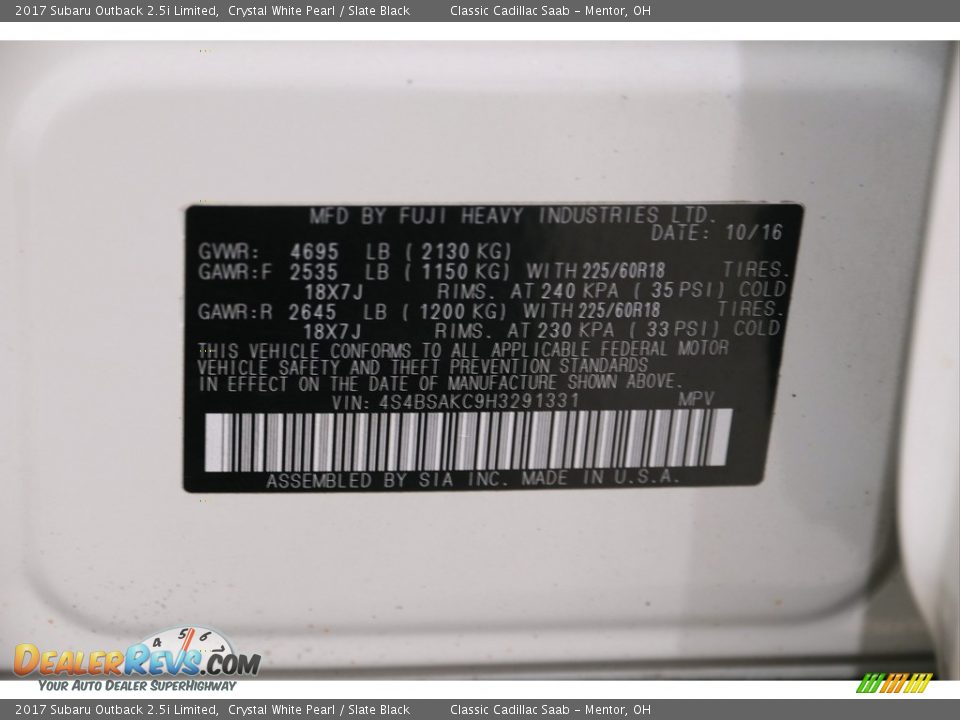 2017 Subaru Outback 2.5i Limited, Crystal White Pearl / Slate Black Classic Cadillac Saab - Mentor, OH
MFD BY FUJI HEAVY INDUSTRIES LTD.
DATE: 10/16
GVWR: 4695 LB ( 2130 KG)
GAWR:F 2535 LB ( 1150 KG) WITH 225/60R18 TIRES.
18X7J RIMS. AT 240 KPA ( 35 PSI) COLD
GAWR:R 2645 LB ( 1200 KG) WITH 225/60R18 TIRES.
18X7J RIMS. AT 230 KPA ( 33 PSI) COLD
THIS VEHICLE CONFORMS TO ALL APPLICABLE FEDERAL MOTOR
VEHICLE SAFETY AND THEFT PREVENTION STANDARDS
IN EFFECT ON THE DATE OF MANUFACTURE SHOWN ABOVE.
VIN: 4S4BSAKC9H3291331 MPV
ASSEMBLED BY SIA INC. MADE IN U.S.A.
4 5 6 7
DEALERREVS.COM
YOUR AUTO DEALER SUPERHIGHWAY
2017 Subaru Outback 2.5i Limited, Crystal White Pearl / Slate Black Classic Cadillac Saab - Mentor, OH